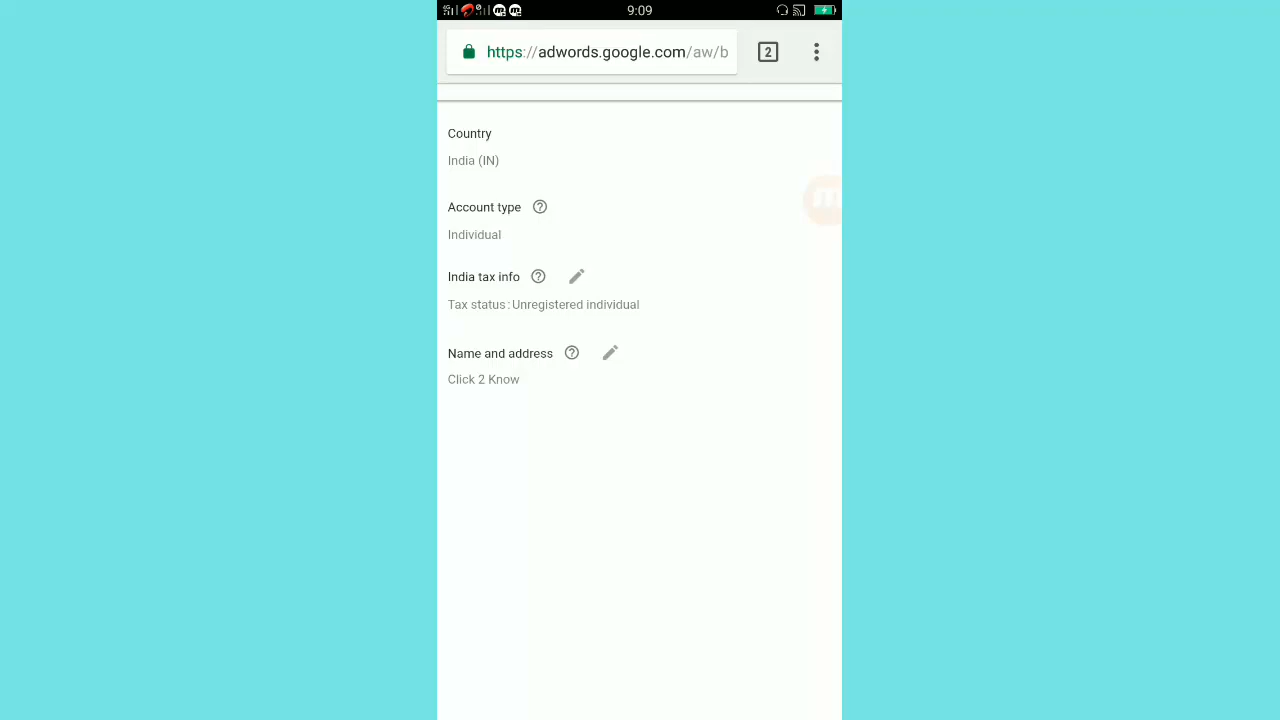 9:09
https://adwords.google.com/aw/b
2
Country
India (IN)
Account type
Individual
India tax info
Tax status: Unregistered individual
Name and address
Click 2 Know